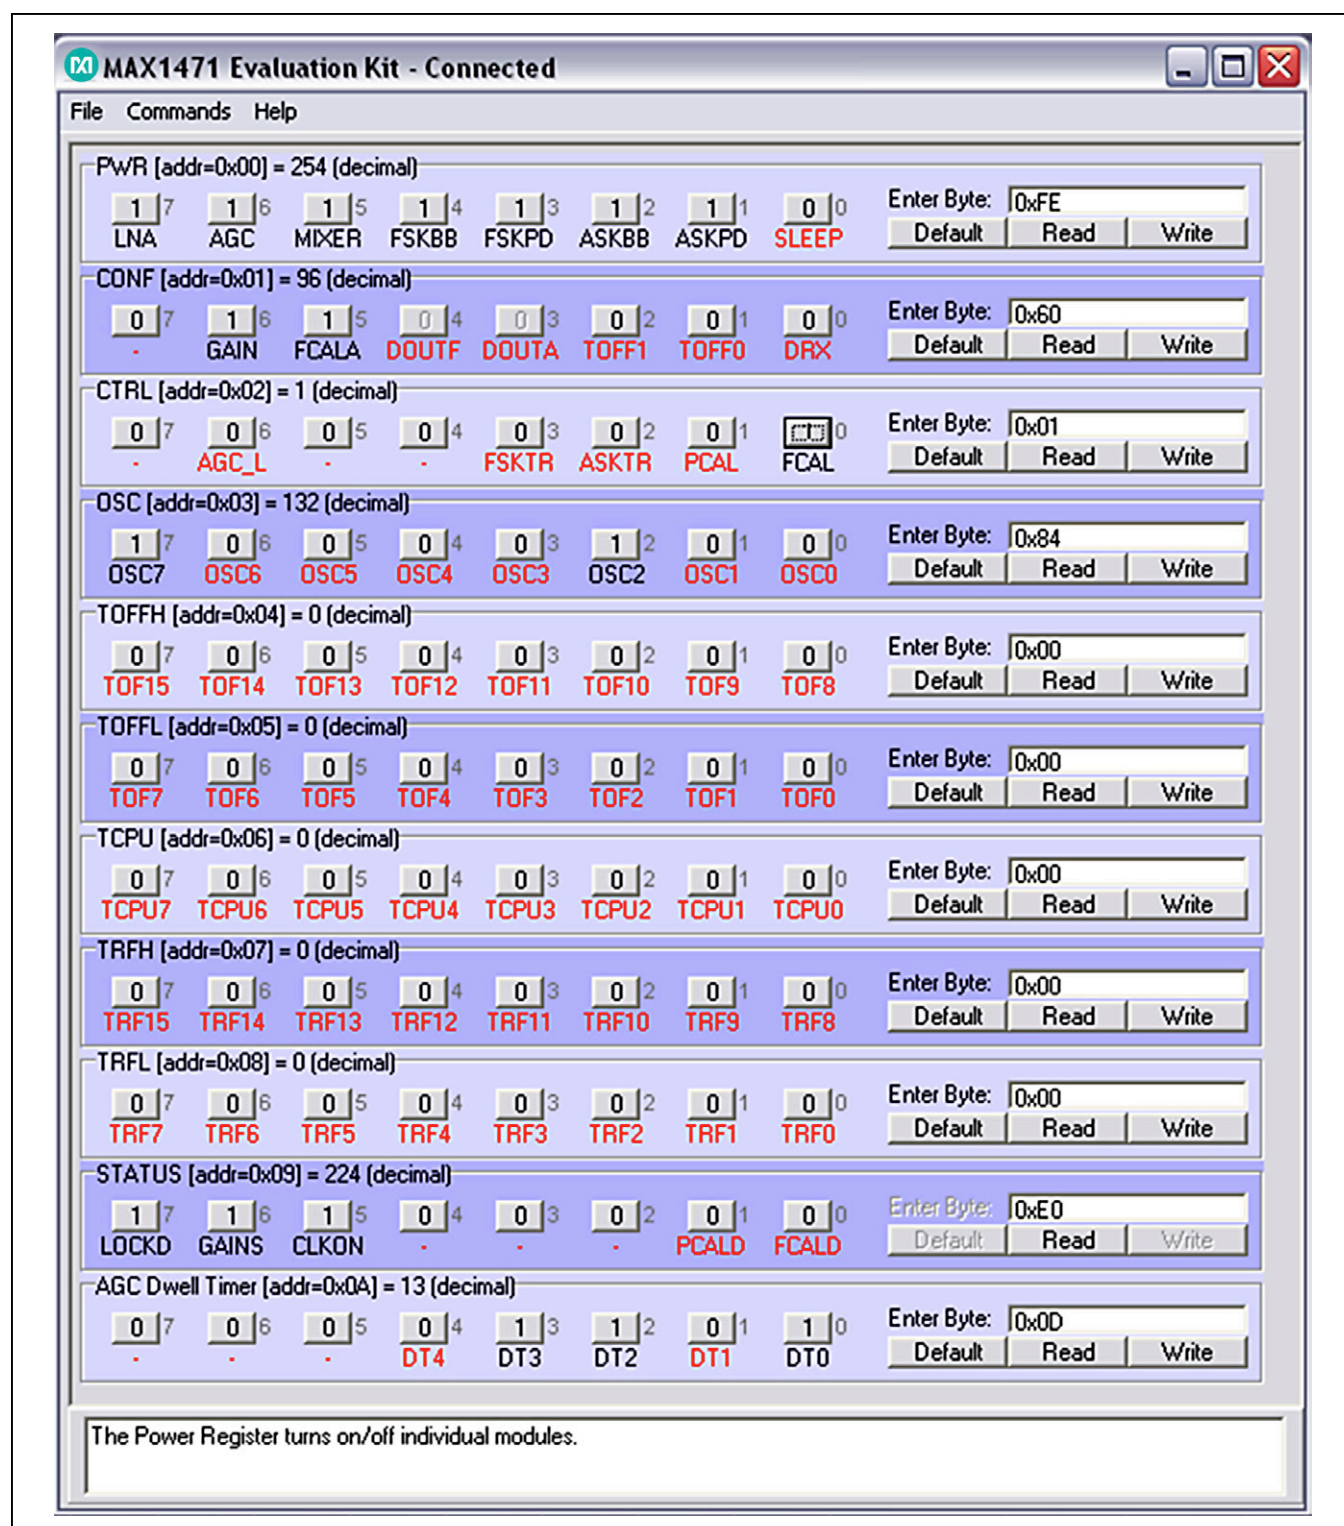 MAX1471 Evaluation Kit - Connected
File Commands Help
PWR [addr=0x00] = 254 (decimal)
1 7 1 6 1 5 1 4 1 3 1 2 1 1 0 0 Enter Byte: 0xFE
LNA AGC MIXER FSKBB FSKPD ASKBB ASKPD SLEEP Default Read Write
CONF [addr=0x01] = 96 (decimal)
0 7 1 6 1 5 0 4 0 3 0 2 0 1 0 0 Enter Byte: 0x60
- GAIN FCALA DOUTF DOUTA TOFF1 TOFF0 DRX Default Read Write
CTRL [addr=0x02] = 1 (decimal)
0 7 0 6 0 5 0 4 0 3 0 2 0 1 1 0 Enter Byte: 0x01
- AGC_L - - FSKTR ASKTR PCAL FCAL Default Read Write
OSC [addr=0x03] = 132 (decimal)
1 7 0 6 0 5 0 4 0 3 1 2 0 1 0 0 Enter Byte: 0x84
OSC7 OSC6 OSC5 OSC4 OSC3 OSC2 OSC1 OSC0 Default Read Write
TOFFH [addr=0x04] = 0 (decimal)
0 7 0 6 0 5 0 4 0 3 0 2 0 1 0 0 Enter Byte: 0x00
TOF15 TOF14 TOF13 TOF12 TOF11 TOF10 TOF9 TOF8 Default Read Write
TOFFL [addr=0x05] = 0 (decimal)
0 7 0 6 0 5 0 4 0 3 0 2 0 1 0 0 Enter Byte: 0x00
TOF7 TOF6 TOF5 TOF4 TOF3 TOF2 TOF1 TOF0 Default Read Write
TCPU [addr=0x06] = 0 (decimal)
0 7 0 6 0 5 0 4 0 3 0 2 0 1 0 0 Enter Byte: 0x00
TCPU7 TCPU6 TCPU5 TCPU4 TCPU3 TCPU2 TCPU1 TCPU0 Default Read Write
TRFH [addr=0x07] = 0 (decimal)
0 7 0 6 0 5 0 4 0 3 0 2 0 1 0 0 Enter Byte: 0x00
TRF15 TRF14 TRF13 TRF12 TRF11 TRF10 TRF9 TRF8 Default Read Write
TRFL [addr=0x08] = 0 (decimal)
0 7 0 6 0 5 0 4 0 3 0 2 0 1 0 0 Enter Byte: 0x00
TRF7 TRF6 TRF5 TRF4 TRF3 TRF2 TRF1 TRF0 Default Read Write
STATUS [addr=0x09] = 224 (decimal)
1 7 1 6 1 5 0 4 0 3 0 2 0 1 0 0 Enter Byte: 0xE0
LOCKD GAINS CLKON - - - PCALD FCALD Default Read Write
AGC Dwell Timer [addr=0x0A] = 13 (decimal)
0 7 0 6 0 5 0 4 1 3 1 2 0 1 1 0 Enter Byte: 0x0D
- - - DT4 DT3 DT2 DT1 DT0 Default Read Write
The Power Register turns on/off individual modules.